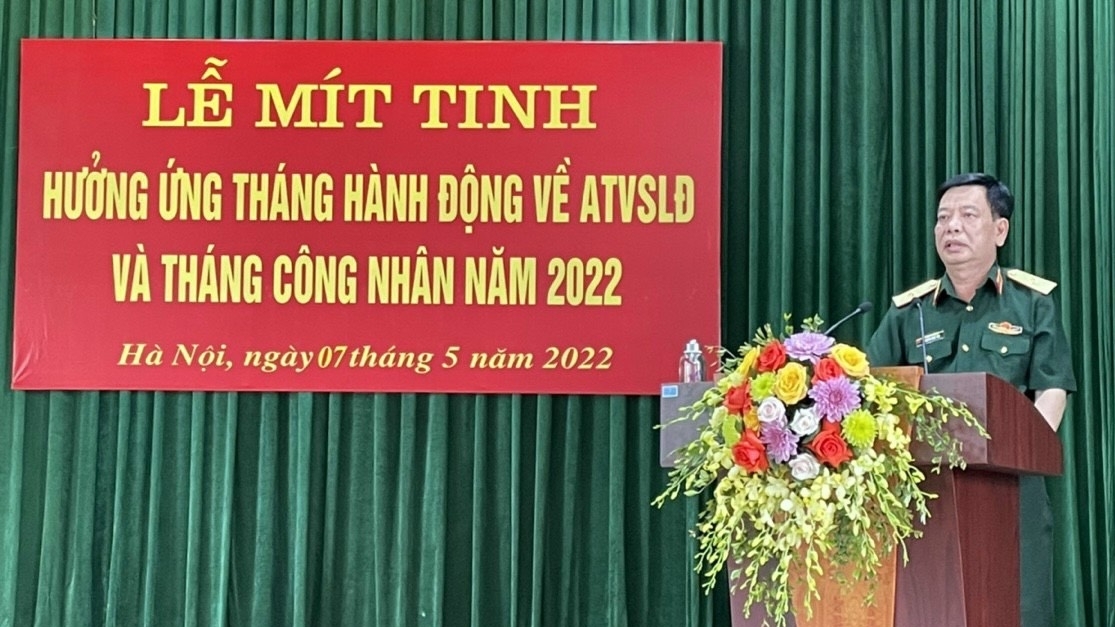 LỄ MÍT TINH
HƯỞNG ỨNG THÁNG HÀNH ĐỘNG VỀ ATVSLĐ
VÀ THÁNG CÔNG NHÂN NĂM 2022
Hà Nội, ngày 07 tháng 5 năm 2022